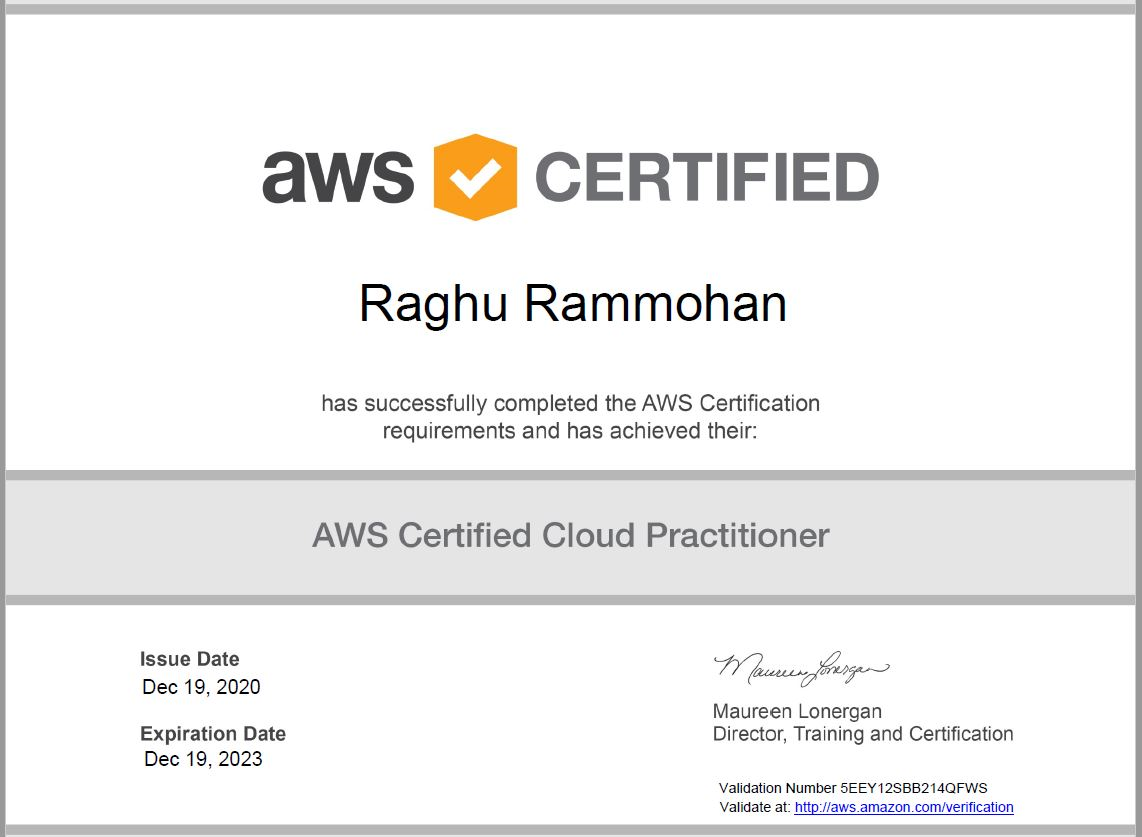 aws CERTIFIED
Raghu Rammohan
has successfully completed the AWS Certification
requirements and has achieved their:
AWS Certified Cloud Practitioner
Issue Date
Dec 19, 2020
Expiration Date
Dec 19, 2023
Maureen Lonergan
Maureen Lonergan
Director, Training and Certification
Validation Number 5EEY12SBB214QFWS
Validate at: http://aws.amazon.com/verification